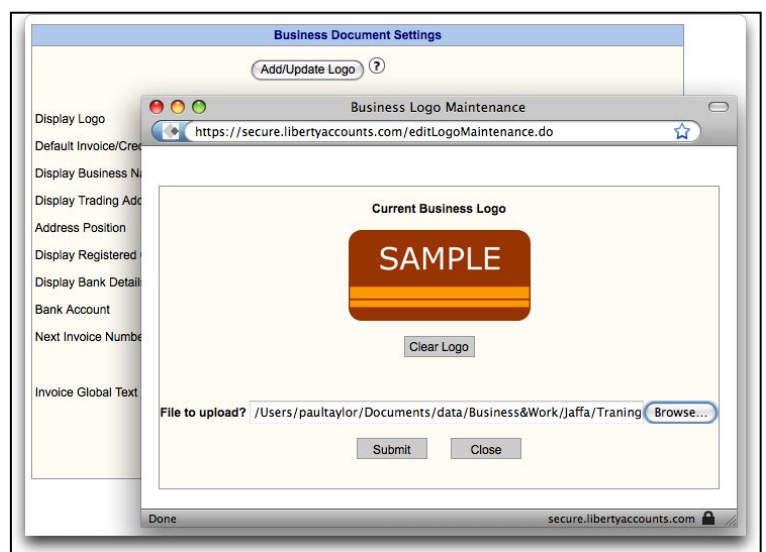 Business Document Settings
Add/Update Logo ?
Business Logo Maintenance
https://secure.libertyaccounts.com/editLogoMaintenance.do
Display Logo
Default Invoice/Cre
Display Business N
Display Trading Add
Address Position
Display Registered
Display Bank Detail
Bank Account
Next Invoice Numbe
Invoice Global Text
Current Business Logo
SAMPLE
Clear Logo
File to upload? /Users/paultaylor/Documents/data/Business&Work/Jaffa/Traning Browse...
Submit Close
Done secure.libertyaccounts.com